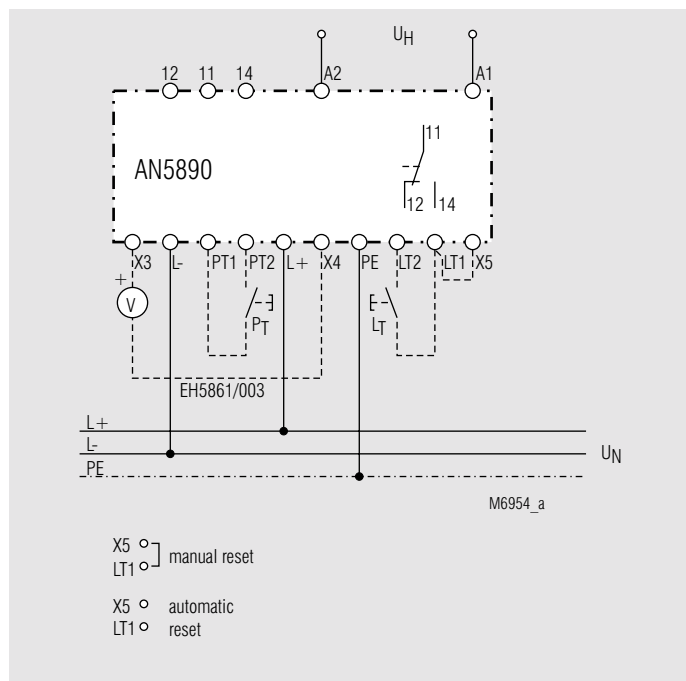 UH
12 11 14 A2 A1
11
AN5890
12 14
X3 L- PT1 PT2 L+ X4 PE LT2 LT1 X5
+
V
PT LT
EH5861/003
L+
L-
UN
PE
M6954_a
X5
manual reset
LT1
X5 automatic
LT1 reset